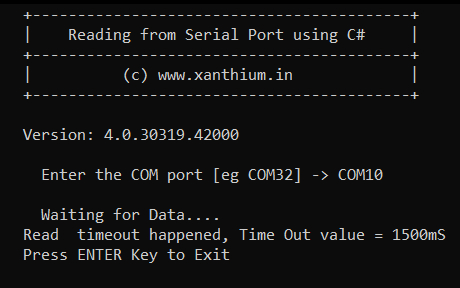 +------------------------------------------+
|    Reading from Serial Port using C#     |
+------------------------------------------+
|          (c) www.xanthium.in             |
+------------------------------------------+
Version: 4.0.30319.42000
Enter the COM port [eg COM32] -> COM10
Waiting for Data....
Read  timeout happened, Time Out value = 1500mS
Press ENTER Key to Exit